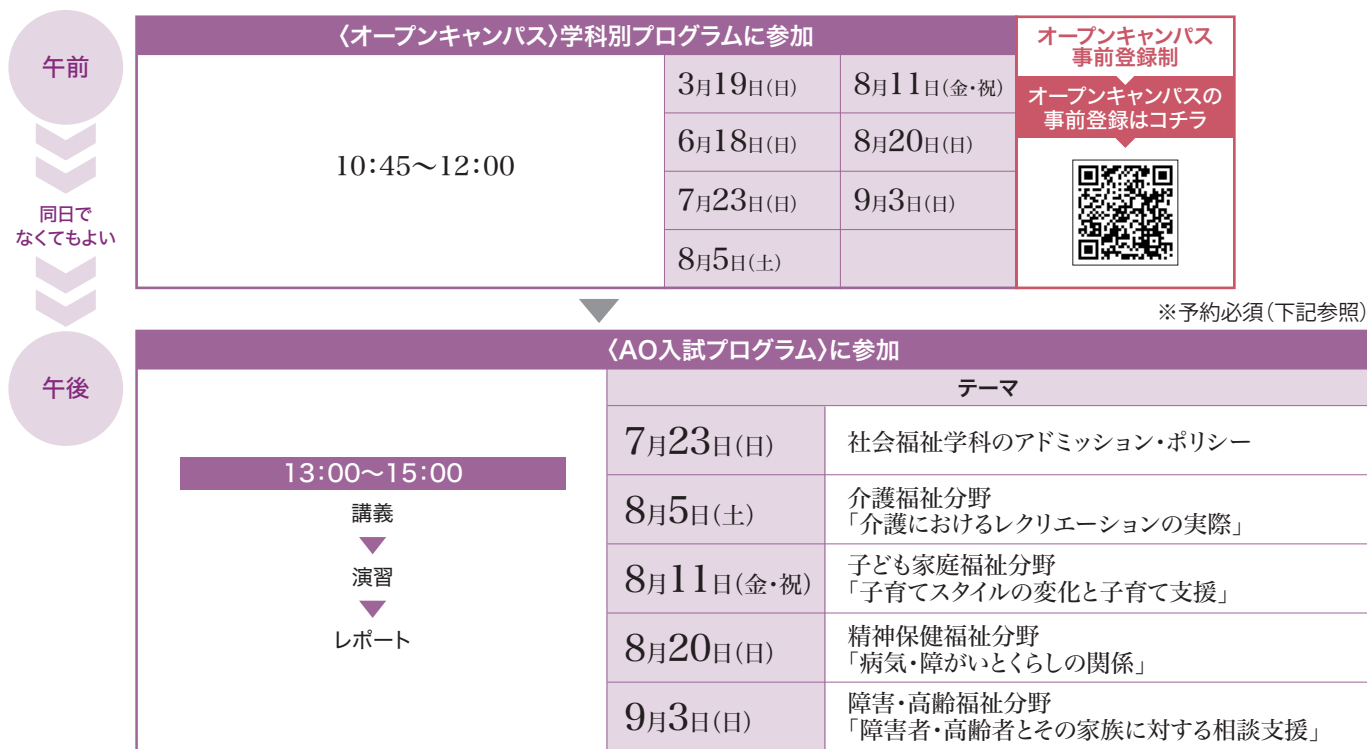 午前
同日で
なくてもよい
午後
〈オープンキャンパス〉学科別プログラムに参加
10：45〜12：00
3月19日(日)
8月11日(金・祝)
6月18日(日)
8月20日(日)
7月23日(日)
9月3日(日)
8月5日(土)
オープンキャンパス
事前登録制
オープンキャンパスの
事前登録はコチラ
※予約必須（下記参照）
〈AO入試プログラム〉に参加
13：00〜15：00
講義
演習
レポート
テーマ
7月23日(日)
社会福祉学科のアドミッション・ポリシー
8月5日(土)
介護福祉分野
「介護におけるレクリエーションの実際」
8月11日(金・祝)
子ども家庭福祉分野
「子育てスタイルの変化と子育て支援」
8月20日(日)
精神保健福祉分野
「病気・障がいとくらしの関係」
9月3日(日)
障害・高齢福祉分野
「障害者・高齢者とその家族に対する相談支援」